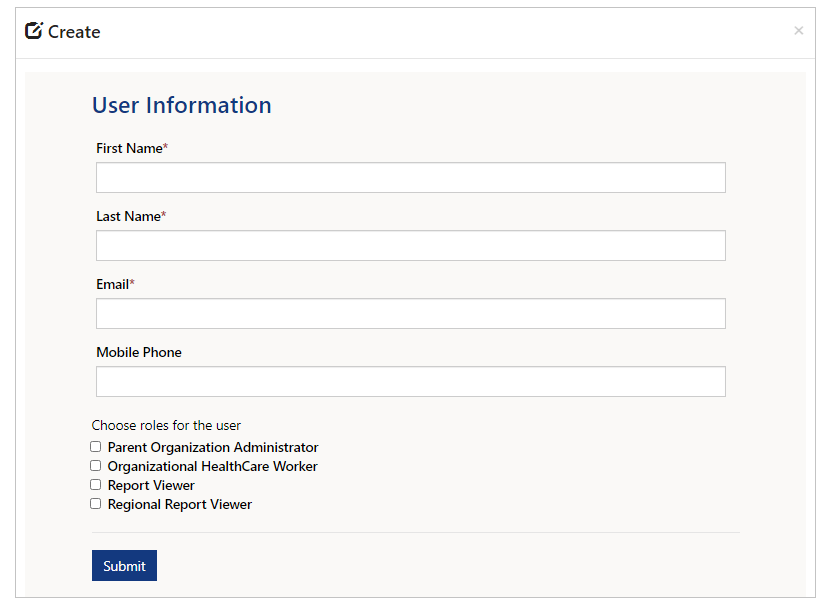 Create
×
User Information
First Name*
Last Name*
Email*
Mobile Phone
Choose roles for the user
Parent Organization Administrator
Organizational HealthCare Worker
Report Viewer
Regional Report Viewer
Submit